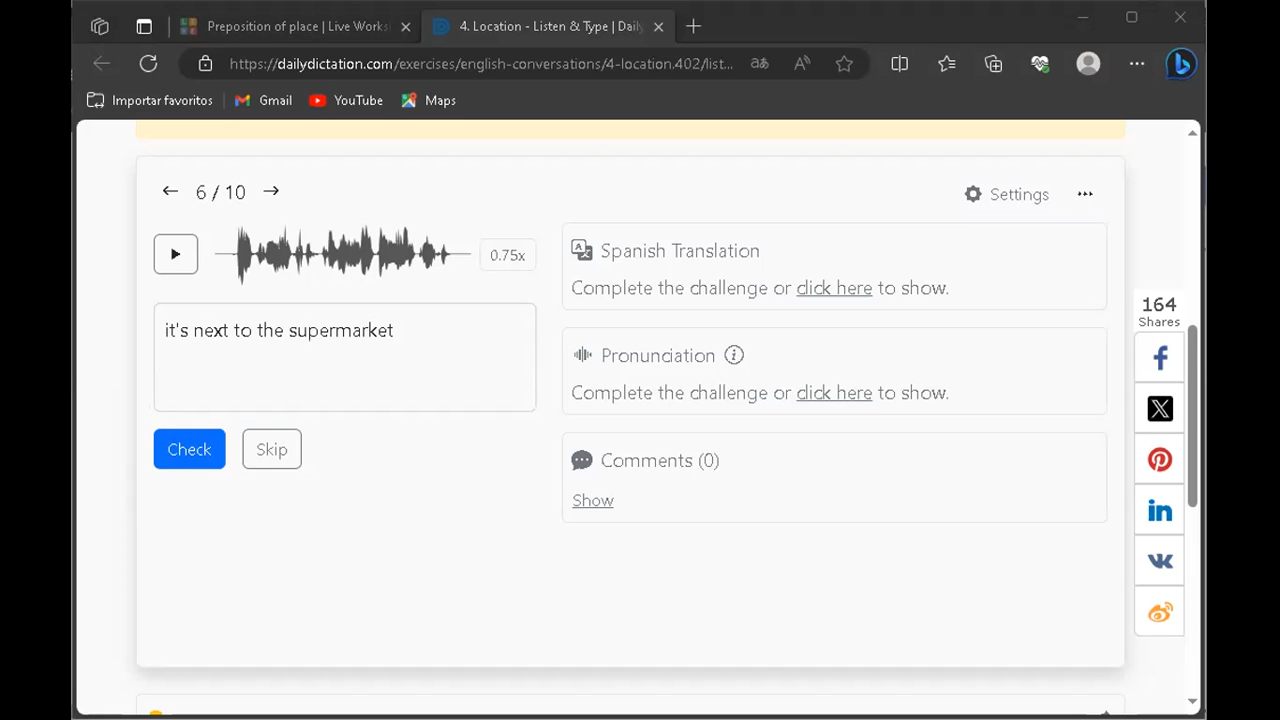 Preposition of place | Live Works
4. Location - Listen & Type | Daily
https://dailydictation.com/exercises/english-conversations/4-location.402/list...
Importar favoritos
Gmail
YouTube
Maps
6 / 10
Settings
0.75x
it's next to the supermarket
Check
Skip
Spanish Translation
Complete the challenge or click here to show.
Pronunciation
Complete the challenge or click here to show.
Comments (0)
Show
164
Shares